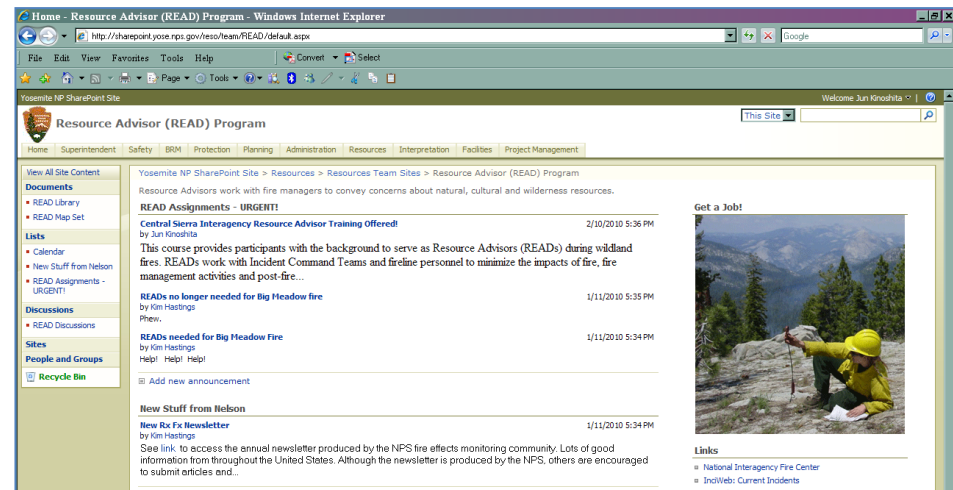 Home - Resource Advisor (READ) Program - Windows Internet Explorer
http://sharepoint.yose.nps.gov/reso/team/READ/default.aspx
Google
File Edit View Favorites Tools Help Convert Select
Page Tools
Yosemite NP SharePoint Site
Welcome Jun Kinoshita
Resource Advisor (READ) Program
This Site
Home Superintendent Safety BRM Protection Planning Administration Resources Interpretation Facilities Project Management
View All Site Content
Documents
READ Library
READ Map Set
Lists
Calendar
New Stuff from Nelson
READ Assignments -
URGENT!
Discussions
READ Discussions
Sites
People and Groups
Recycle Bin
Yosemite NP SharePoint Site > Resources > Resources Team Sites > Resource Advisor (READ) Program
Resource Advisors work with fire managers to convey concerns about natural, cultural and wilderness resources.
READ Assignments - URGENT!
Central Sierra Interagency Resource Advisor Training Offered! 2/10/2010 5:36 PM
by Jun Kinoshita
This course provides participants with the background to serve as Resource Advisors (READs) during wildland
fires. READs work with Incident Command Teams and fireline personnel to minimize the impacts of fire, fire
management activities and post-fire...
READs no longer needed for Big Meadow fire 1/11/2010 5:35 PM
by Kim Hastings
Phew.
READs needed for Big Meadow Fire 1/11/2010 5:34 PM
by Kim Hastings
Help! Help! Help!
Add new announcement
New Stuff from Nelson
New Rx Fx Newsletter 1/11/2010 5:34 PM
by Kim Hastings
See link to access the annual newsletter produced by the NPS fire effects monitoring community. Lots of good
information from throughout the United States. Although the newsletter is produced by the NPS, others are encouraged
to submit articles and...
Get a Job!
Links
National Interagency Fire Center
InciWeb: Current Incidents